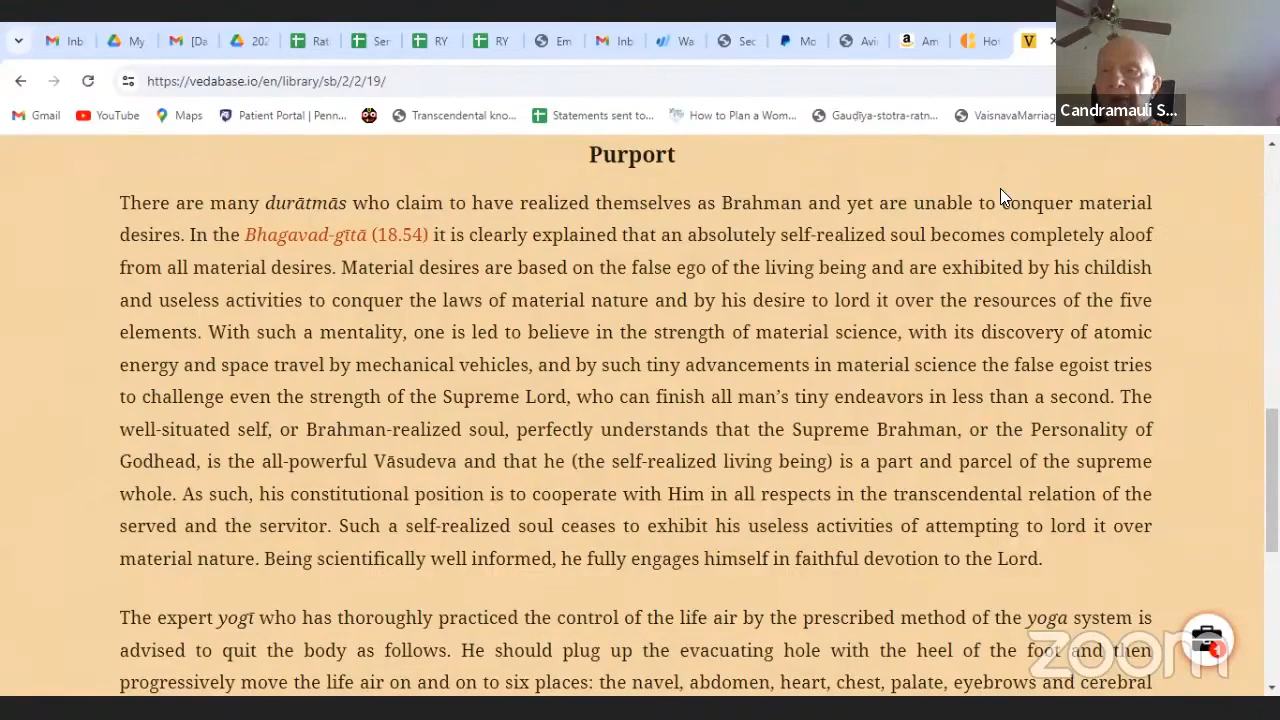 Inb My [Da 202 Rat Ser RY RY Em Inb Wa Sec Mo Avi Am Ho
https://vedabase.io/en/library/sb/2/2/19/
Candramauli S...
Gmail YouTube Maps Patient Portal | Penn... Transcendental kno... Statements sent to... How to Plan a Wom... Gauḍīya-stotra-ratn... VaisnavaMarriag
Purport
There are many durātmās who claim to have realized themselves as Brahman and yet are unable to conquer material
desires. In the Bhagavad-gītā (18.54) it is clearly explained that an absolutely self-realized soul becomes completely aloof
from all material desires. Material desires are based on the false ego of the living being and are exhibited by his childish
and useless activities to conquer the laws of material nature and by his desire to lord it over the resources of the five
elements. With such a mentality, one is led to believe in the strength of material science, with its discovery of atomic
energy and space travel by mechanical vehicles, and by such tiny advancements in material science the false egoist tries
to challenge even the strength of the Supreme Lord, who can finish all man’s tiny endeavors in less than a second. The
well-situated self, or Brahman-realized soul, perfectly understands that the Supreme Brahman, or the Personality of
Godhead, is the all-powerful Vāsudeva and that he (the self-realized living being) is a part and parcel of the supreme
whole. As such, his constitutional position is to cooperate with Him in all respects in the transcendental relation of the
served and the servitor. Such a self-realized soul ceases to exhibit his useless activities of attempting to lord it over
material nature. Being scientifically well informed, he fully engages himself in faithful devotion to the Lord.
The expert yogī who has thoroughly practiced the control of the life air by the prescribed method of the yoga system is
advised to quit the body as follows. He should plug up the evacuating hole with the heel of the foot and then
progressively move the life air on and on to six places: the navel, abdomen, heart, chest, palate, eyebrows and cerebral
zoom